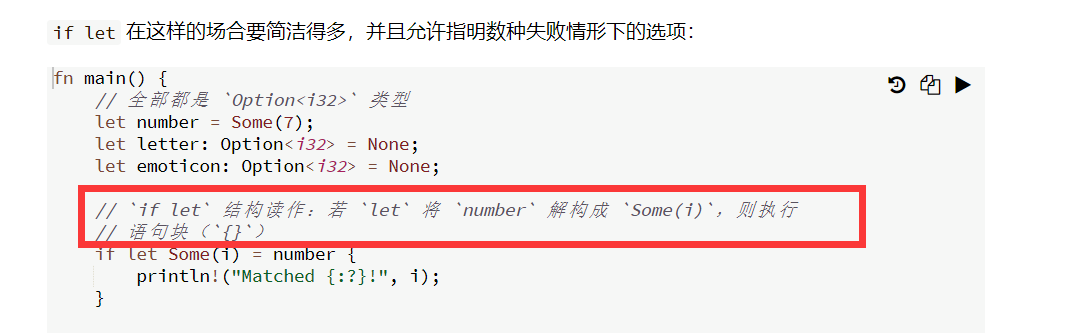 if let 在这样的场合要简洁得多，并且允许指明数种失败情形下的选项：
fn main() {
    // 全部都是 `Option<i32>` 类型
    let number = Some(7);
    let letter: Option<i32> = None;
    let emoticon: Option<i32> = None;
    // `if let` 结构读作：若 `let` 将 `number` 解构成 `Some(i)`，则执行
    // 语句块（`{}`）
    if let Some(i) = number {
        println!("Matched {:?}!", i);
    }